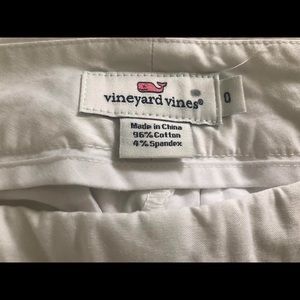 vineyard vines®
0
Made in China
96% Cotton
4% Spandex